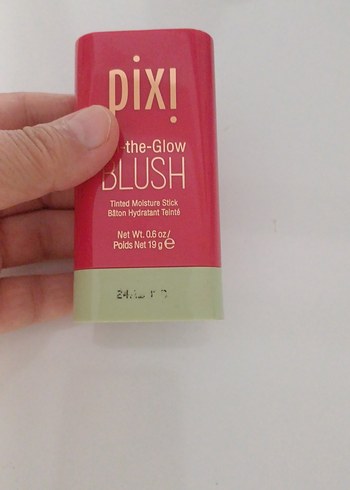 pixi
-the-Glow
BLUSH
Tinted Moisture Stick
Bâton Hydratant Teinté
Net Wt. 0.6 oz /
Poids Net 19 g ℮